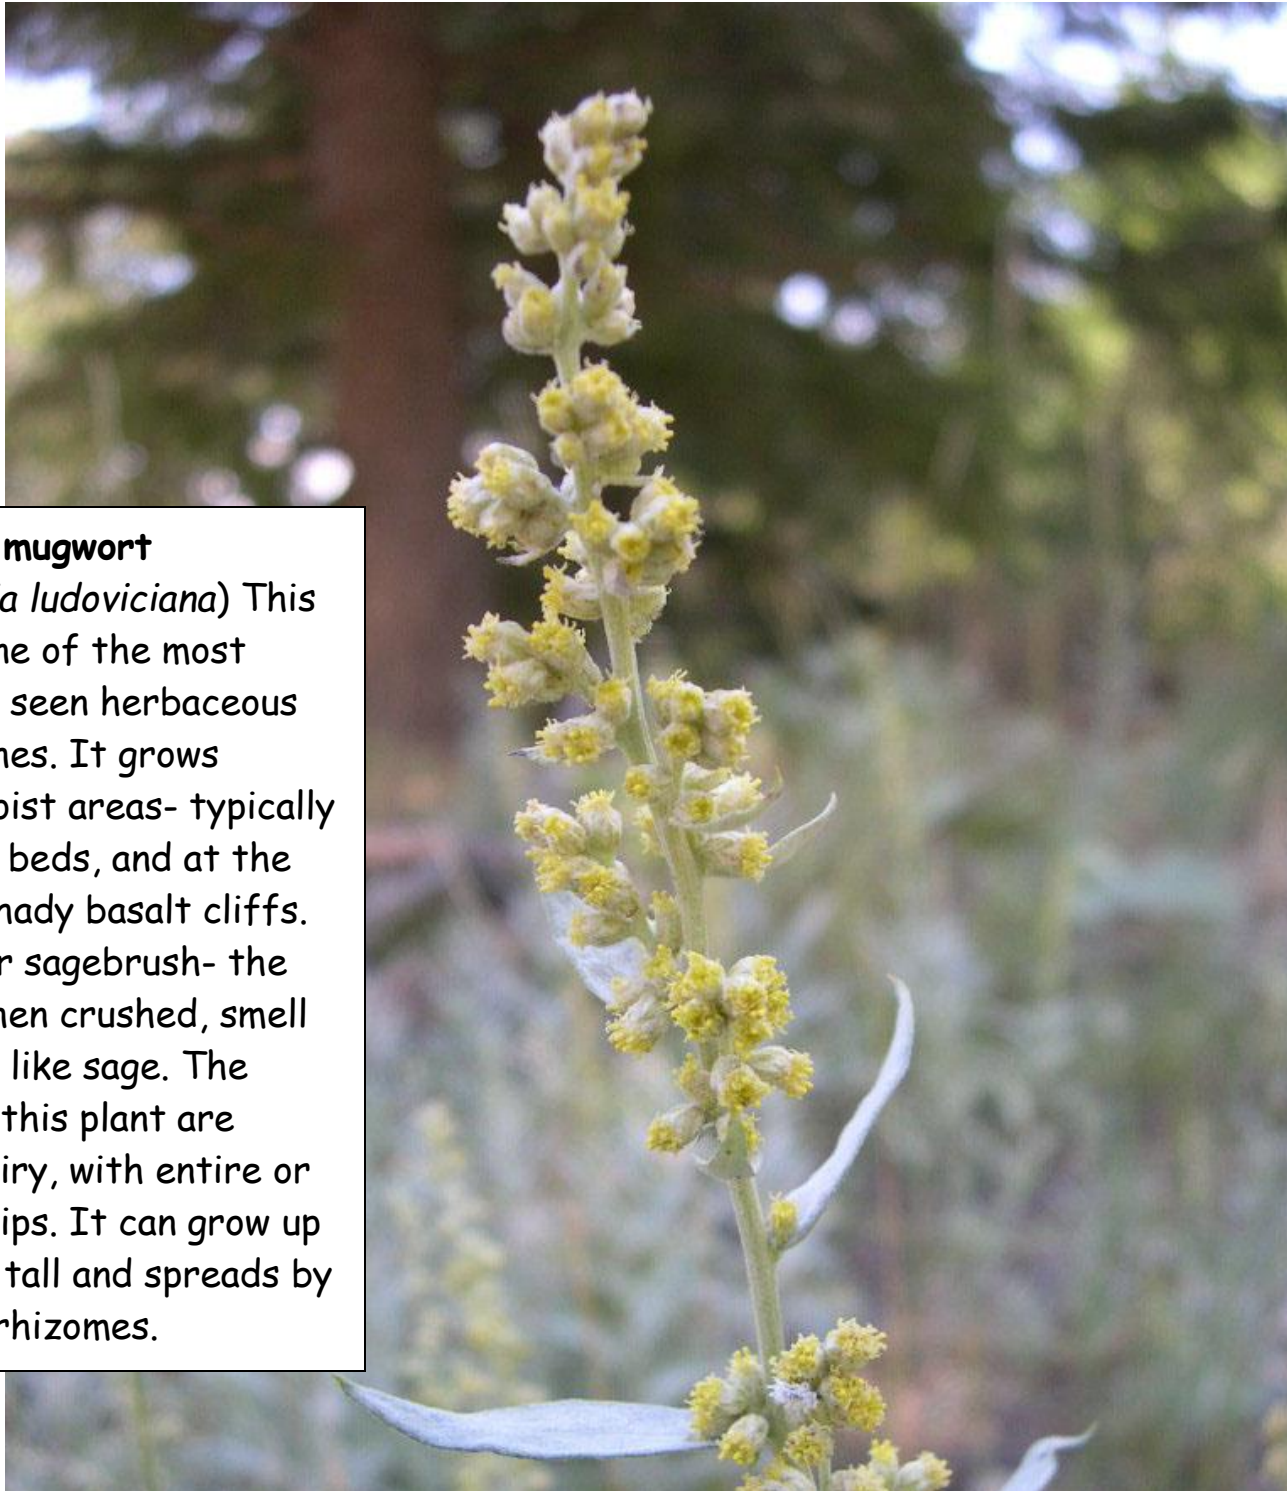 mugwort
a ludoviciana) This
ne of the most
seen herbaceous
nes. It grows
oist areas- typically
beds, and at the
hady basalt cliffs.
r sagebrush- the
hen crushed, smell
like sage. The
this plant are
iry, with entire or
ips. It can grow up
tall and spreads by
rhizomes.